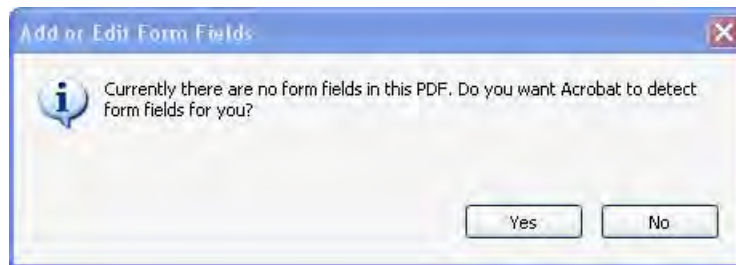 Add or Edit Form Fields
Currently there are no form fields in this PDF. Do you want Acrobat to detect
form fields for you?
Yes
No